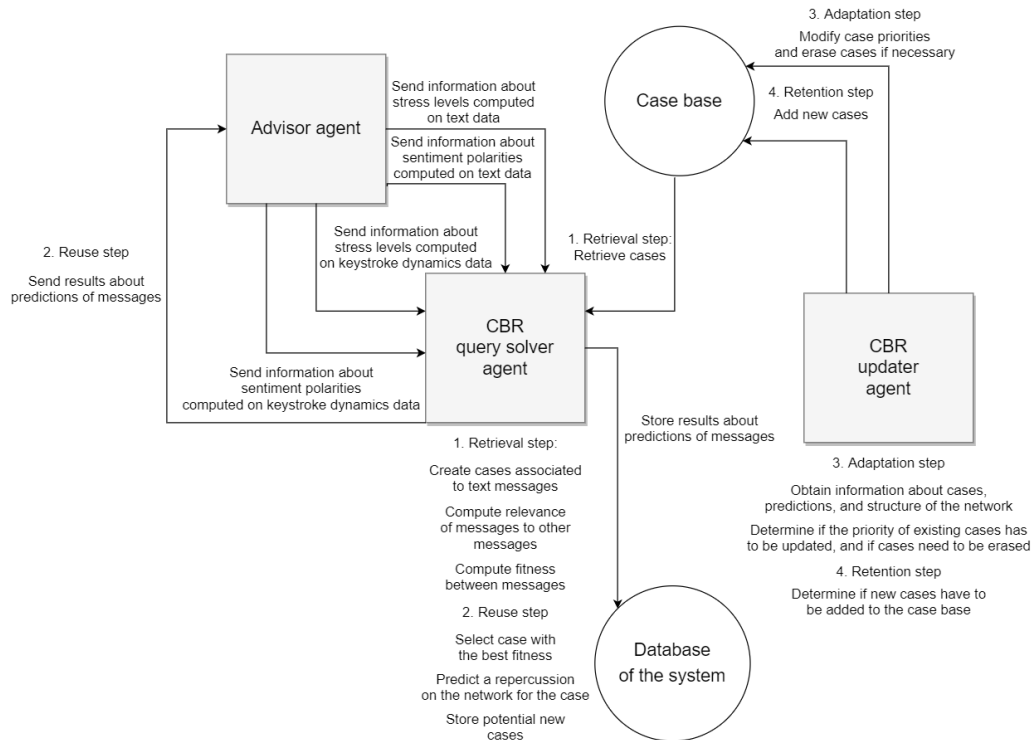 3. Adaptation step
Modify case priorities
and erase cases if necessary
4. Retention step
Add new cases
Case base
Advisor agent
Send information about
stress levels computed
on text data
Send information about
sentiment polarities
computed on text data
Send information about
stress levels computed
on keystroke dynamics data
1. Retrieval step:
Retrieve cases
2. Reuse step
Send results about
predictions of messages
CBR
query solver
agent
CBR
updater
agent
Send information about
sentiment polarities
computed on keystroke dynamics data
Store results about
predictions of messages
1. Retrieval step:
Create cases associated
to text messages
Compute relevance
of messages to other
messages
Compute fitness
between messages
2. Reuse step
Select case with
the best fitness
Predict a repercussion
on the network for the case
Store potential new
cases
3. Adaptation step
Obtain information about cases,
predictions, and structure of the network
Determine if the priority of existing cases has
to be updated, and if cases need to be erased
4. Retention step
Determine if new cases have to
be added to the case base
Database
of the system